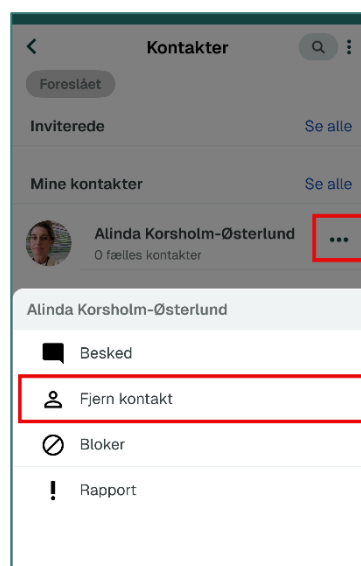 Kontakter
Foreslået
Inviterede Se alle
Mine kontakter Se alle
Alinda Korsholm-Østerlund
0 fælles kontakter
Alinda Korsholm-Østerlund
Besked
Fjern kontakt
Bloker
Rapport